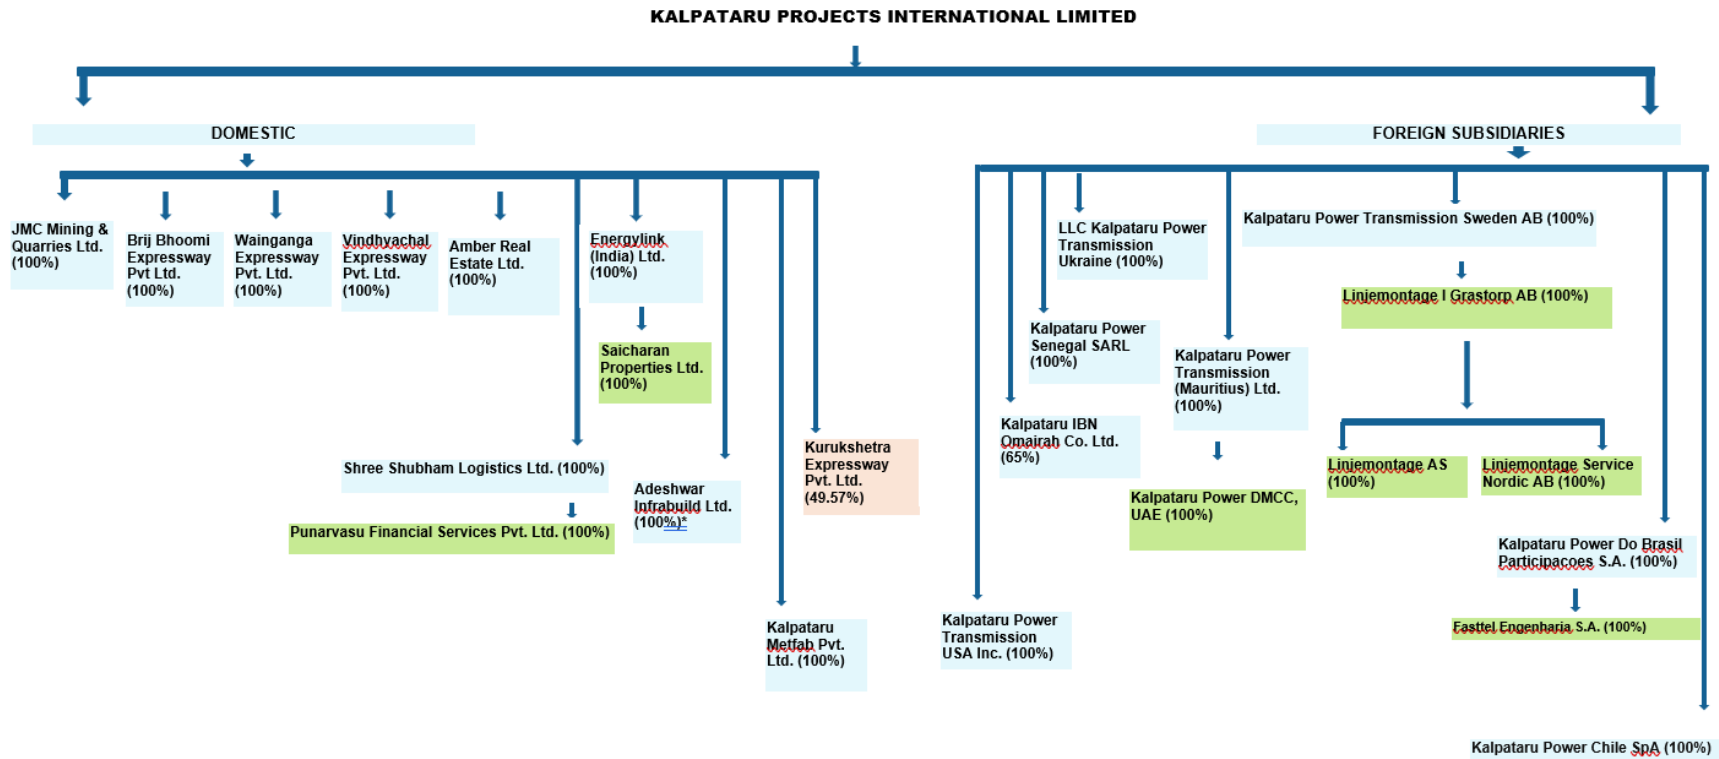 KALPATARU PROJECTS INTERNATIONAL LIMITED
DOMESTIC
FOREIGN SUBSIDIARIES
JMC Mining &
Quarries Ltd.
(100%)
Brij Bhoomi
Expressway
Pvt Ltd.
(100%)
Wainganga
Expressway
Pvt. Ltd.
(100%)
Vindhyachal
Expressway
Pvt. Ltd.
(100%)
Amber Real
Estate Ltd.
(100%)
Energylink
(India) Ltd.
(100%)
Saicharan
Properties Ltd.
(100%)
Shree Shubham Logistics Ltd. (100%)
Punarvasu Financial Services Pvt. Ltd. (100%)
Adeshwar
Infrabuild Ltd.
(100%)*
Kurukshetra
Expressway
Pvt. Ltd.
(49.57%)
Kalpataru
Metfab Pvt.
Ltd. (100%)
LLC Kalpataru Power
Transmission
Ukraine (100%)
Kalpataru Power
Senegal SARL
(100%)
Kalpataru IBN
Omairah Co. Ltd.
(65%)
Kalpataru Power
Transmission
USA Inc. (100%)
Kalpataru Power
Transmission
(Mauritius) Ltd.
(100%)
Kalpataru Power DMCC,
UAE (100%)
Kalpataru Power Transmission Sweden AB (100%)
Linjemontage I Grastorp AB (100%)
Linjemontage AS
(100%)
Linjemontage Service
Nordic AB (100%)
Kalpataru Power Do Brasil
Participacoes S.A. (100%)
Fasttel Engenharia S.A. (100%)
Kalpataru Power Chile SpA (100%)